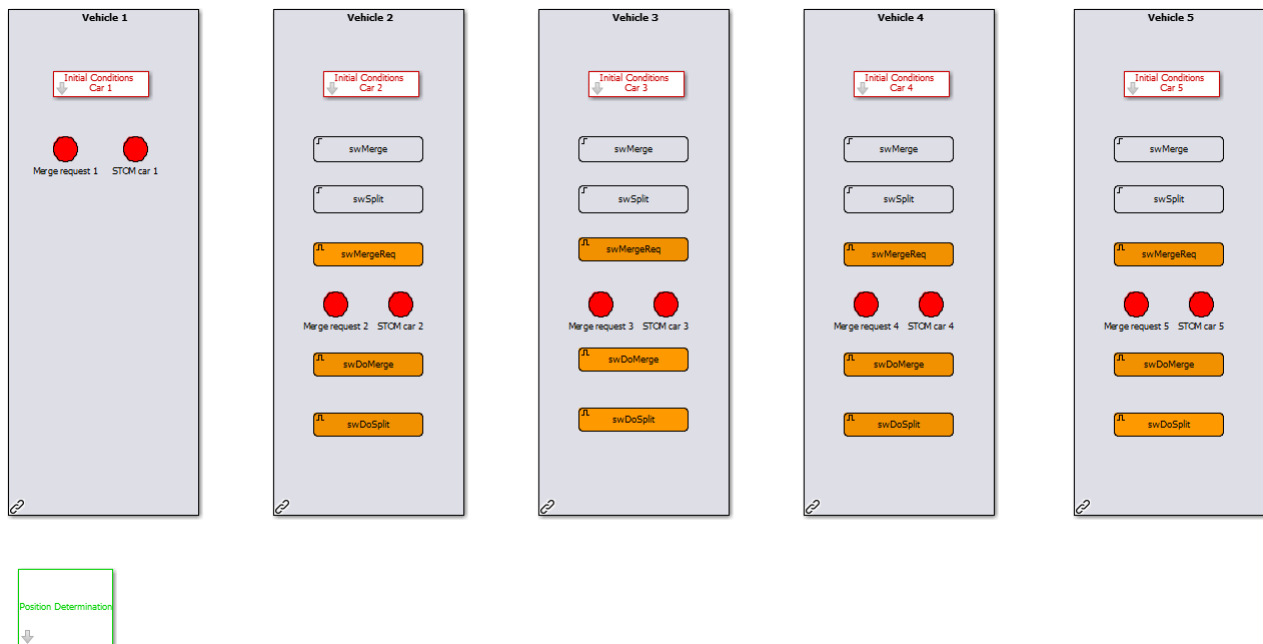 Vehicle 1
Initial Conditions
Car 1
Merge request 1 STOM car 1
Vehicle 2
Initial Conditions
Car 2
swMerge
swSplit
swMergeReq
Merge request 2 STOM car 2
swDoMerge
swDoSplit
Vehicle 3
Initial Conditions
Car 3
swMerge
swSplit
swMergeReq
Merge request 3 STOM car 3
swDoMerge
swDoSplit
Vehicle 4
Initial Conditions
Car 4
swMerge
swSplit
swMergeReq
Merge request 4 STOM car 4
swDoMerge
swDoSplit
Vehicle 5
Initial Conditions
Car 5
swMerge
swSplit
swMergeReq
Merge request 5 STOM car 5
swDoMerge
swDoSplit
Position Determination